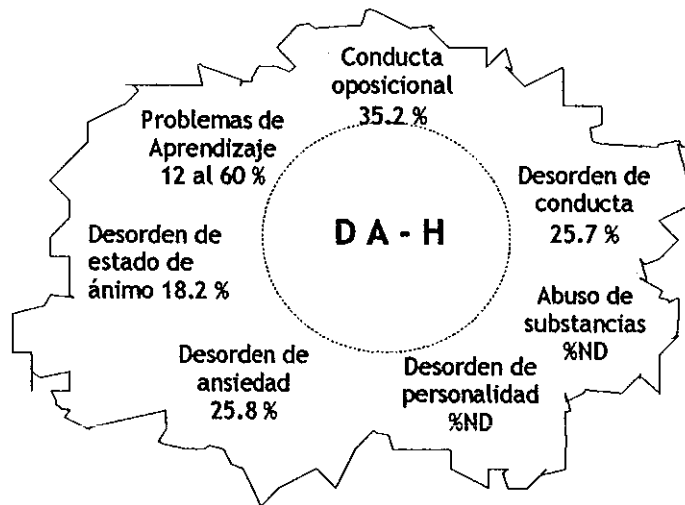 Conducta
oposicional
35.2 %
Problemas de
Aprendizaje
12 al 60 %
Desorden de
conducta
25.7 %
D A - H
Desorden de
estado de
ánimo 18.2 %
Abuso de
substancias
%ND
Desorden de
ansiedad
25.8 %
Desorden de
personalidad
%ND